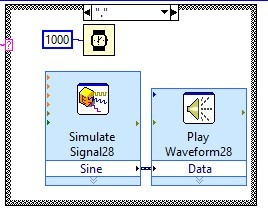 "."
1000
Simulate Signal28
Play Waveform28
Sine
Data